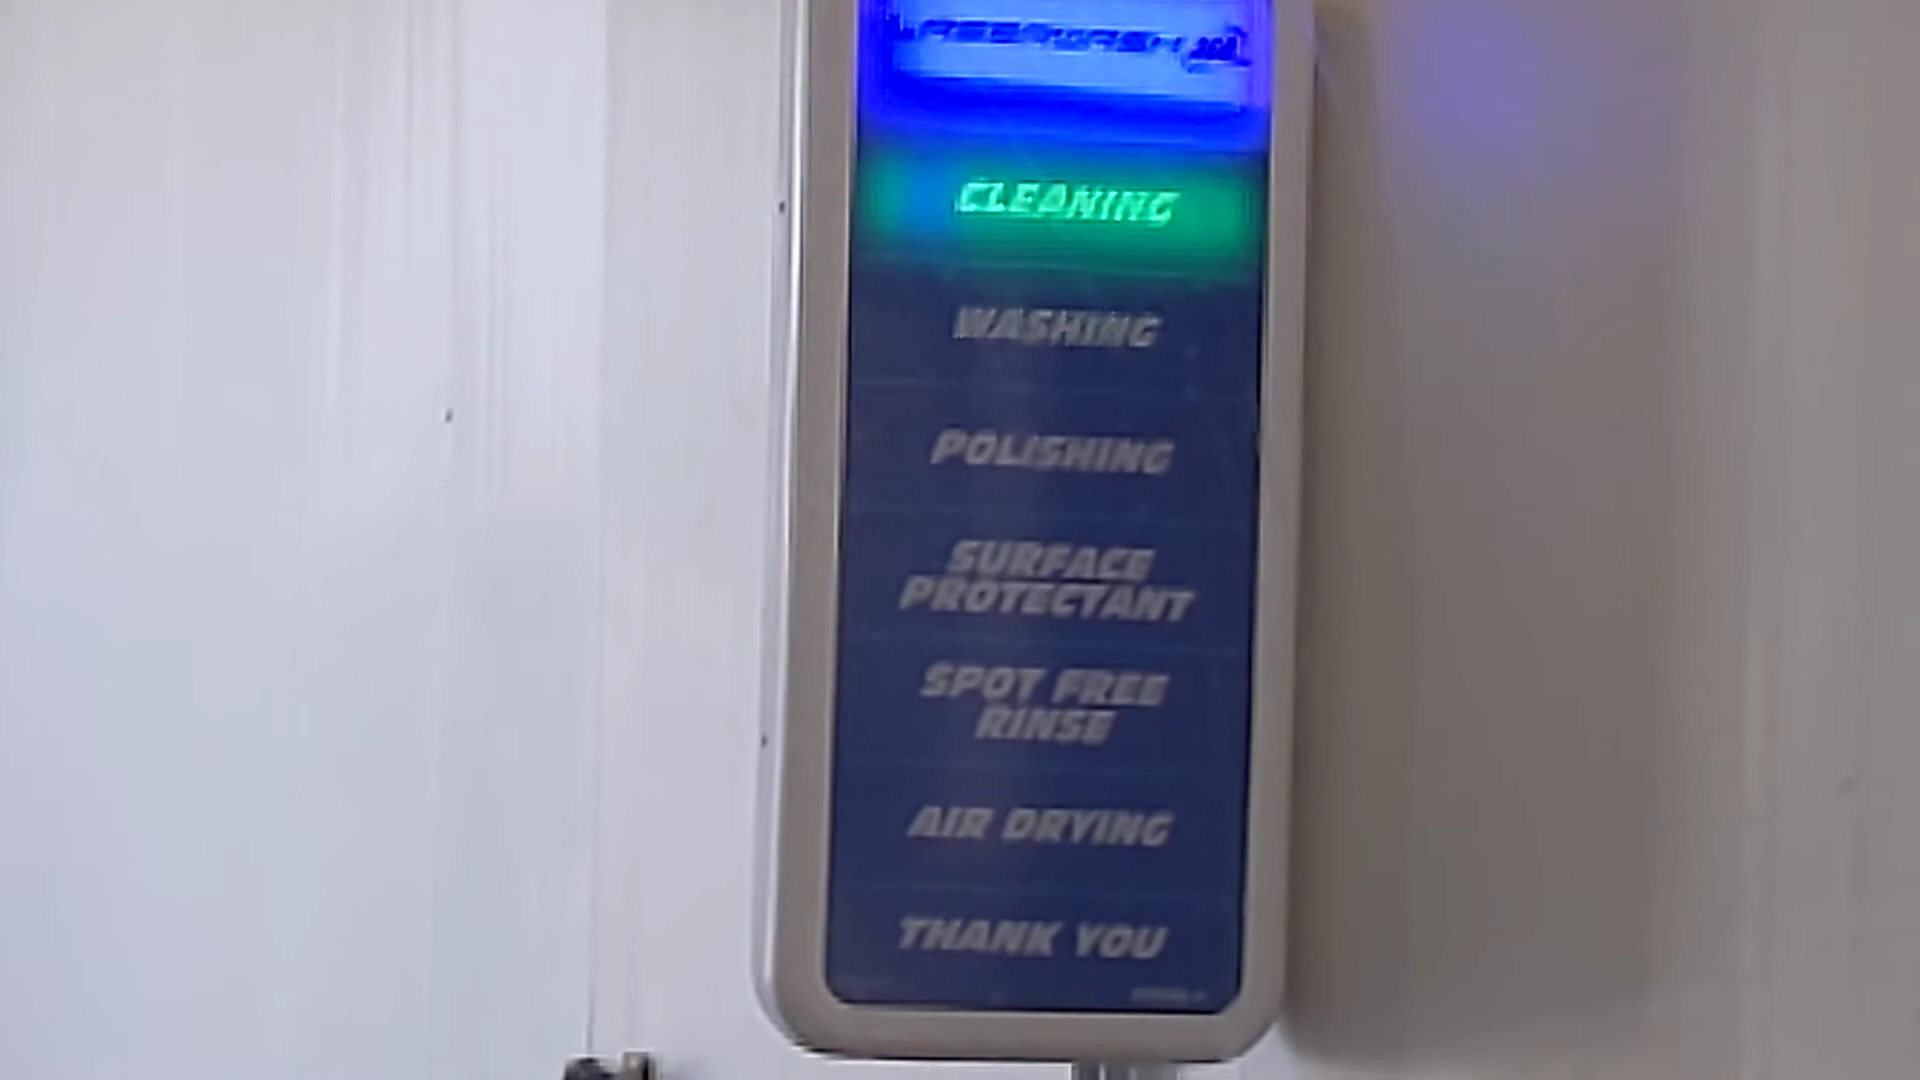 CLEANING
WASHING
POLISHING
SURFACE
PROTECTANT
SPOT FREE
RINSE
AIR DRYING
THANK YOU